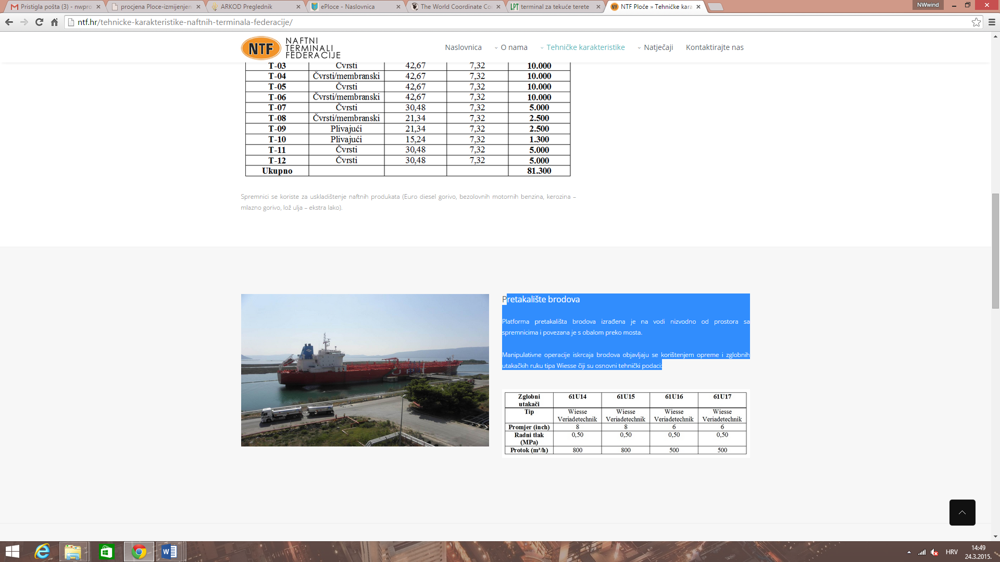 Pristigla pošta (3) - nwpro
procjena Ploce-izmijenjen
ARKOD Preglednik
ePloce - Naslovnica
The World Coordinate Co
LPT terminal za tekuće terete
NTF Ploče » Tehničke kara
NWwind
ntf.hr/tehnicke-karakteristike-naftnih-terminala-federacije/
NTF
NAFTNI
TERMINALI
FEDERACIJE
Naslovnica O nama Tehničke karakteristike Natječaji Kontaktirajte nas
T-03 Čvrsti 42,67 7,32 10.000
T-04 Čvrsti/membranski 42,67 7,32 10.000
T-05 Čvrsti 42,67 7,32 10.000
T-06 Čvrsti/membranski 42,67 7,32 10.000
T-07 Čvrsti 30,48 7,32 5.000
T-08 Čvrsti/membranski 21,34 7,32 2.500
T-09 Plivajući 21,34 7,32 2.500
T-10 Plivajući 15,24 7,32 1.300
T-11 Čvrsti 30,48 7,32 5.000
T-12 Čvrsti 30,48 7,32 5.000
Ukupno 81.300
Spremnici se koriste za uskladištenje naftnih produkata (Euro diesel gorivo, bezolovnih motornih benzina, kerozina –
mlazno gorivo, lož ulja – ekstra lako).
Pretakalište brodova
Platforma pretakališta brodova izrađena je na vodi nizvodno od prostora sa
spremnicima i povezana je s obalom preko mosta.
Manipulativne operacije iskrcaja brodova objavljaju se korištenjem opreme i zglobnih
utakačkih ruku tipa Wiesse čiji su osnovni tehnički podaci:
Zglobni utakači 61U14 61U15 61U16 61U17
Tip Wiesse Veriadetechnik Wiesse Veriadetechnik Wiesse Veriadetechnik Wiesse Veriadetechnik
Promjer (inch) 8 8 6 6
Radni tlak (MPa) 0,50 0,50 0,50 0,50
Protok (m³/h) 800 800 500 500
HRV
14:49
24.3.2015.